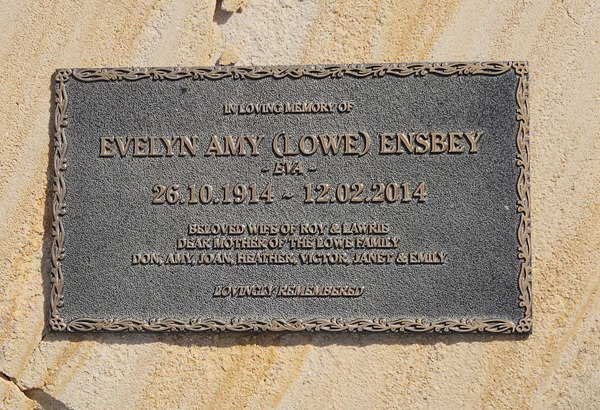 IN LOVING MEMORY OF
EVELYN AMY (LOWE) ENSBEY
~ EVA ~
26.10.1914 ~ 12.02.2014
BELOVED WIFE OF ROY & LAWRIE
DEAR MOTHER OF THE LOWE FAMILY
DON, AMY, JOAN, HEATHER, VICTOR, JANET & EMILY
LOVINGLY REMEMBERED